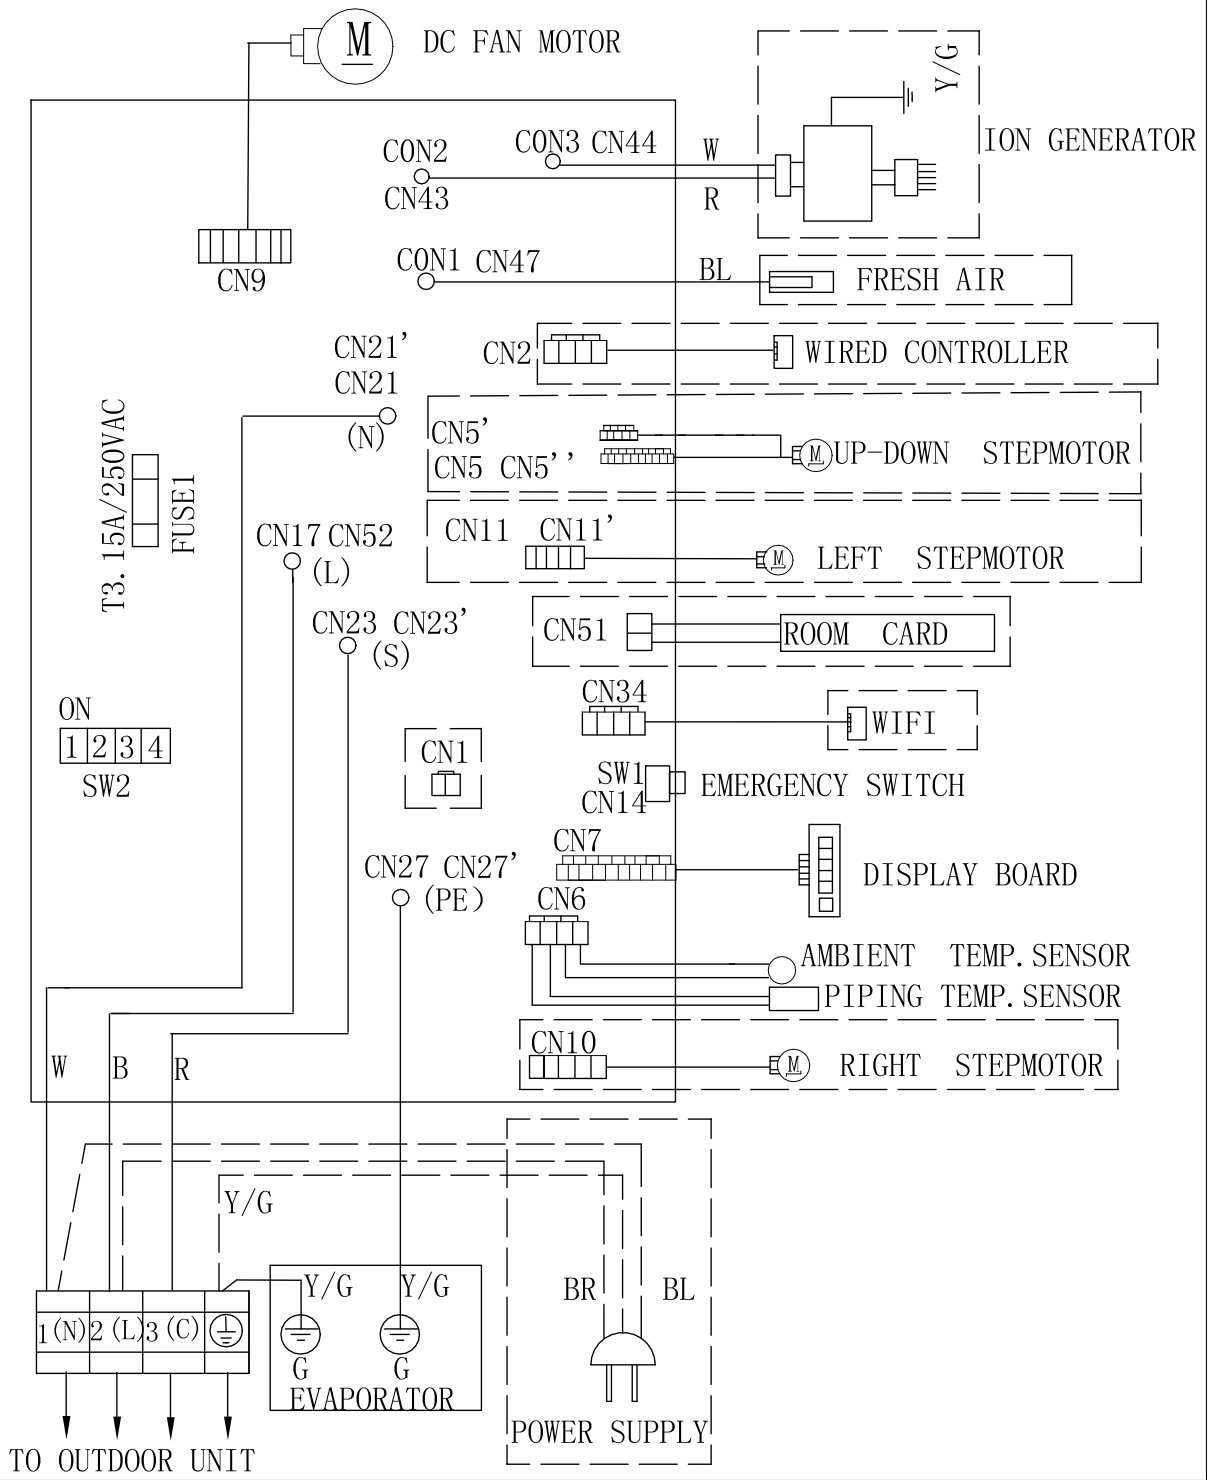 M
DC FAN MOTOR
Y/G
ION GENERATOR
CON3 CN44
W
CON2
CN43
R
CN9
CON1 CN47
BL
FRESH AIR
CN21'
CN21
(N)
CN2
WIRED CONTROLLER
CN5'
CN5 CN5''
M
UP-DOWN STEPMOTOR
T3.15A/250VAC
FUSE1
CN17 CN52
(L)
CN11 CN11'
M
LEFT STEPMOTOR
CN23 CN23'
(S)
CN51
ROOM CARD
ON
1 2 3 4
SW2
CN34
WIFI
CN1
SW1
CN14
EMERGENCY SWITCH
CN7
DISPLAY BOARD
CN27 CN27'
(PE)
CN6
AMBIENT TEMP.SENSOR
PIPING TEMP.SENSOR
CN10
M
RIGHT STEPMOTOR
W
B
R
Y/G
Y/G
Y/G
BR
BL
1(N) 2(L) 3(C)
G
G
EVAPORATOR
POWER SUPPLY
TO OUTDOOR UNIT